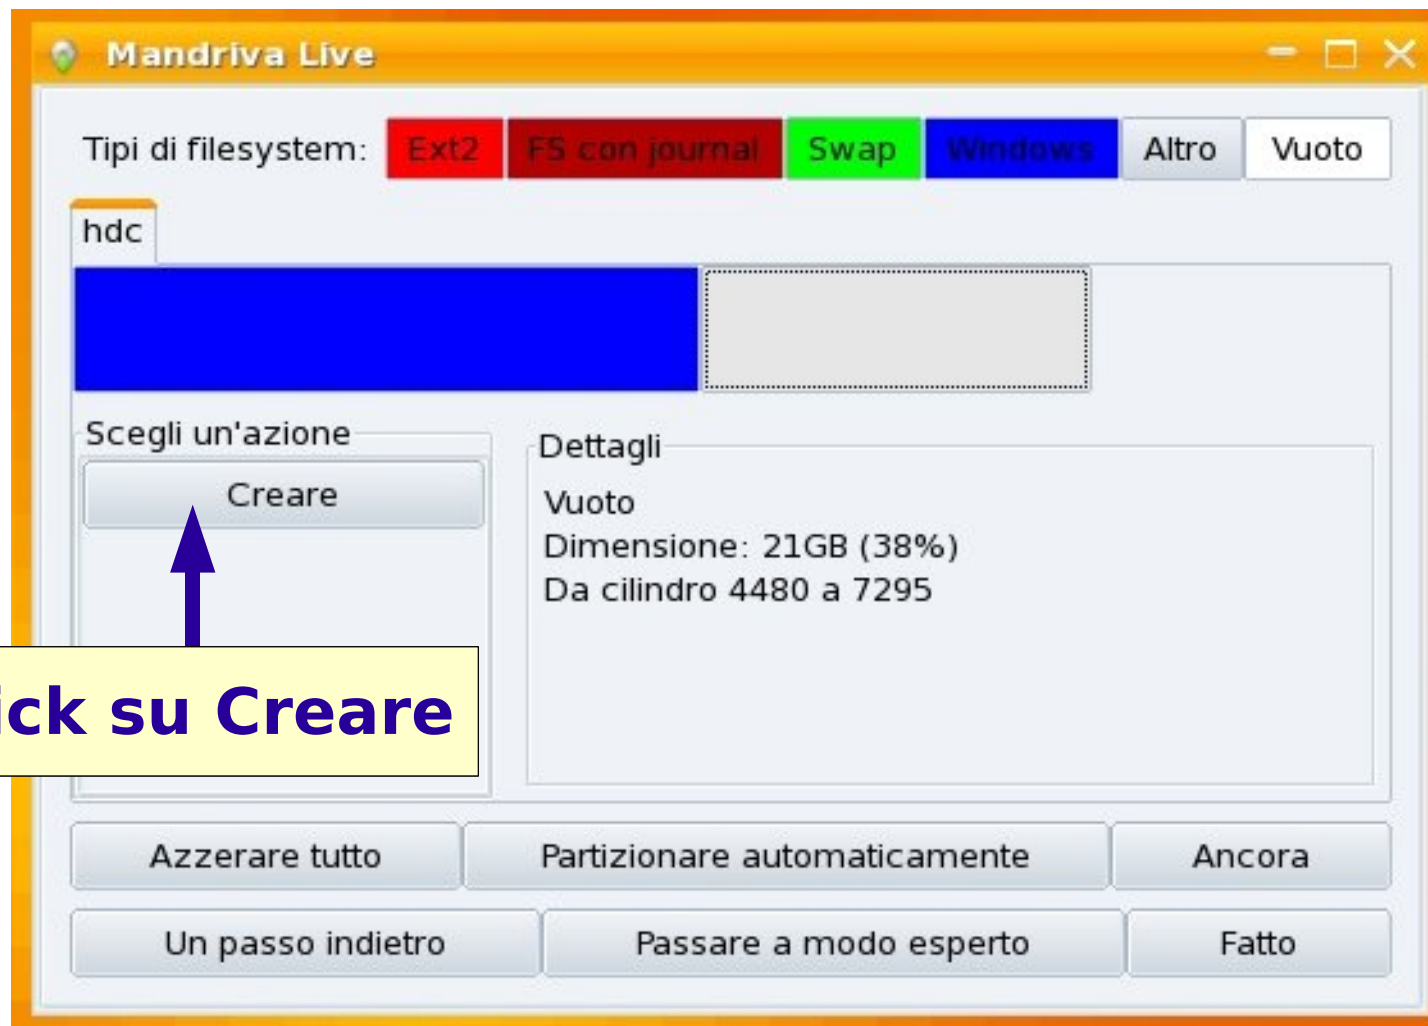 Mandriva Live
Tipi di filesystem: Ext2 FS con journal Swap Windows Altro Vuoto
hdc
Scegli un'azione
Creare
Dettagli
Vuoto
Dimensione: 21GB (38%)
Da cilindro 4480 a 7295
ick su Creare
Azzerare tutto Partizionare automaticamente Ancora
Un passo indietro Passare a modo esperto Fatto